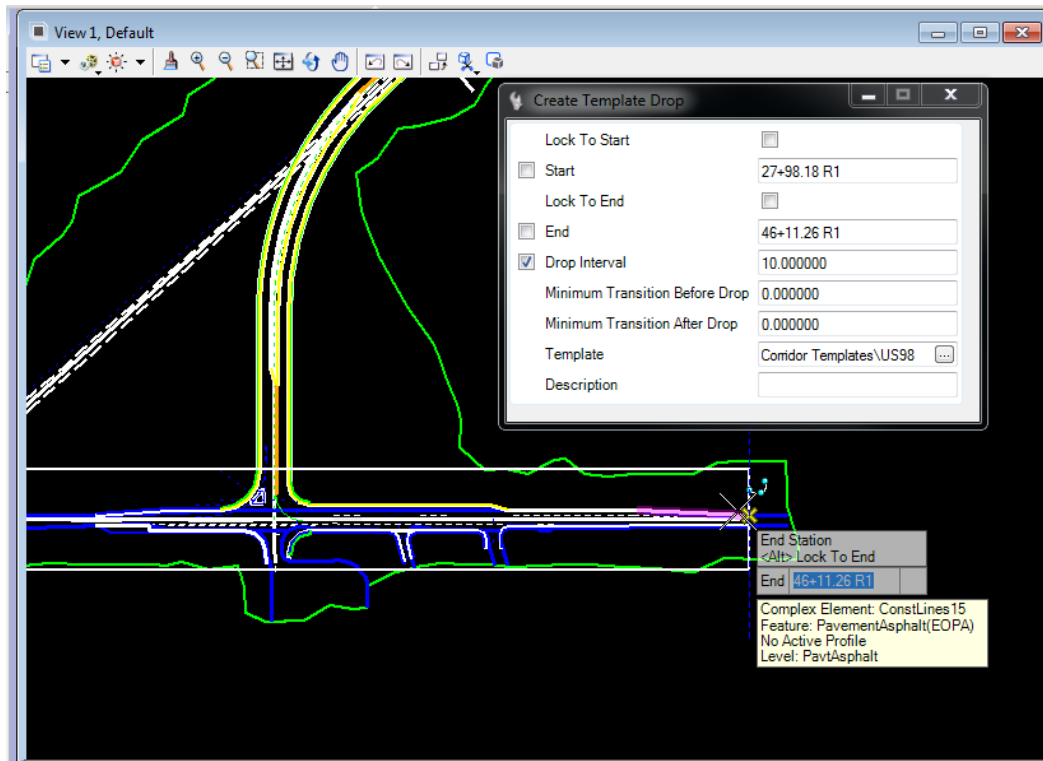 View 1, Default
Create Template Drop
Lock To Start
Start 27+98.18 R1
Lock To End
End 46+11.26 R1
Drop Interval 10.000000
Minimum Transition Before Drop 0.000000
Minimum Transition After Drop 0.000000
Template Corridor Templates\US98 ...
Description
End Station
<Alt> Lock To End
End 46+11.26 R1
Complex Element: ConstLines15
Feature: PavementAsphalt(EOPA)
No Active Profile
Level: PavtAsphalt